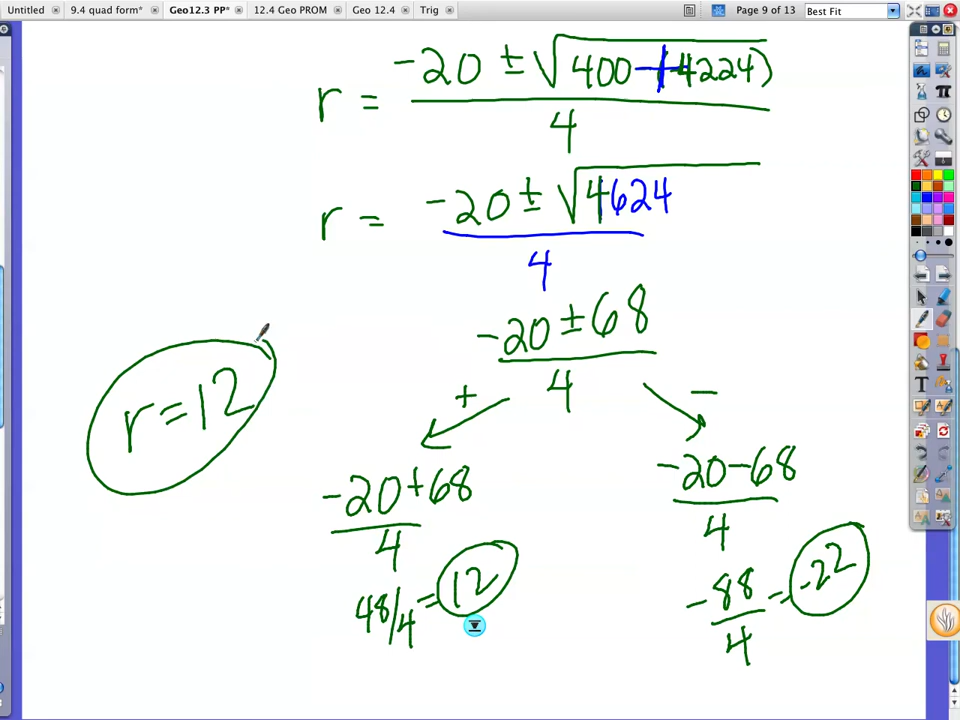 Untitled 9.4 quad form* Geo12.3 PP* 12.4 Geo PROM Geo 12.4 Trig Page 9 of 13 Best Fit
r = -20 ± √400-(-4224)
4
r = -20 ± √4624
4
-20 ± 68
4
+ −
r=12
-20+68
4
48/4 = 12
-20-68
4
-88
4
= -22